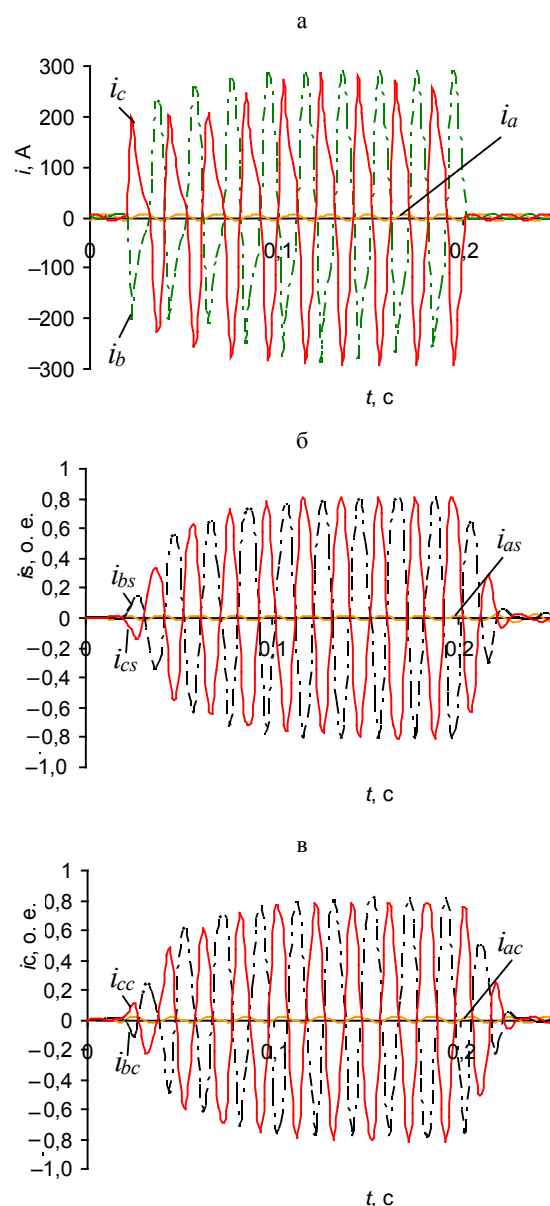 а
i, А
300
200
100
0
–100
–200
–300
i_c
i_a
i_b
0
0,1
0,2
t, с
б
is, о. е.
1
0,8
0,6
0,4
0,2
0
–0,2
–0,4
–0,6
–0,8
–1,0
i_bs
i_as
i_cs
0
0,1
0,2
t, с
в
ic, о. е.
1
0,8
0,6
0,4
0,2
0
–0,2
–0,4
–0,6
–0,8
–1,0
i_cc
i_ac
i_bc
0
0,1
0,2
t, с